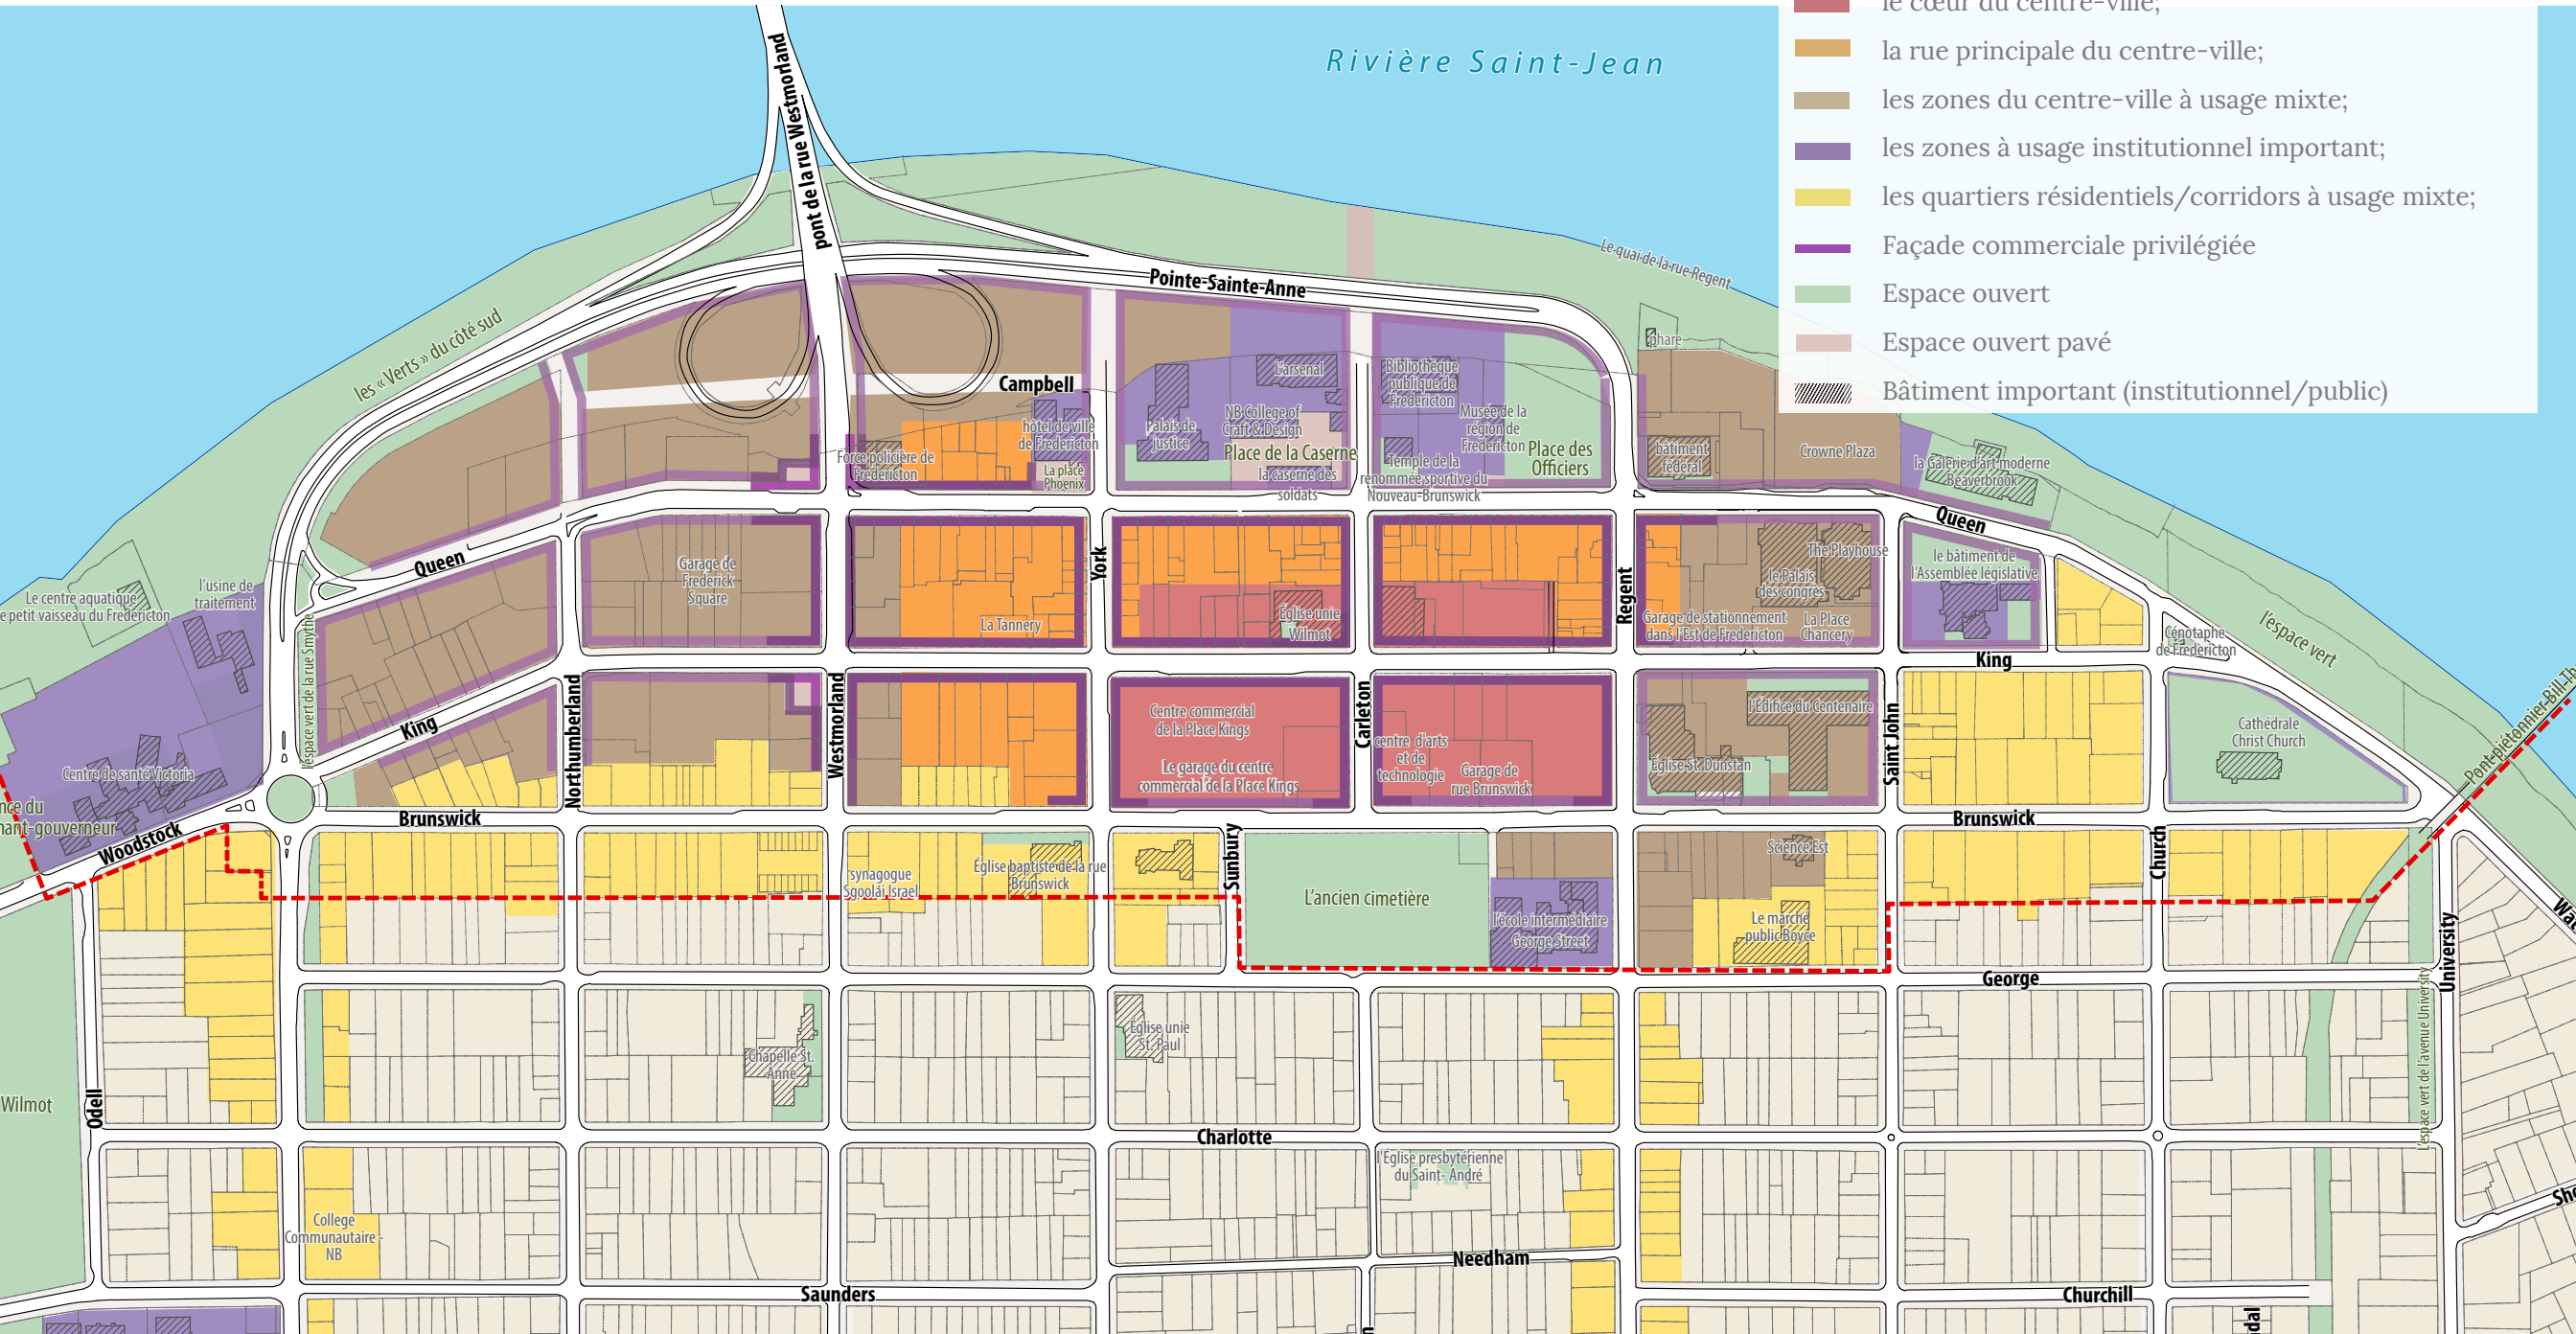 le cœur du centre-ville;
la rue principale du centre-ville;
les zones du centre-ville à usage mixte;
les zones à usage institutionnel important;
les quartiers résidentiels/corridors à usage mixte;
Façade commerciale privilégiée
Espace ouvert
Espace ouvert pavé
Bâtiment important (institutionnel/public)
Rivière Saint-Jean
pont de la rue Westmorland
Pointe-Sainte-Anne
Le quai de la rue Regent
les « Verts » du côté sud
phare
Campbell
L'arsenal
Bibliothèque
publique de
Fredericton
hôtel de ville
de Fredericton
Palais de
justice
NB College of
Craft & Design
Musée de la
région de
Fredericton
Place de la Caserne
Place des
Officiers
Force policière de
Fredericton
La place
Phoenix
la caserne des
soldats
Temple de la
renommée sportive du
Nouveau-Brunswick
bâtiment
fédéral
Crowne Plaza
la Galerie d'art moderne
Beaverbrook
Queen
Queen
York
Regent
Garage de
Frederick
Square
La Tannery
Église unie
Wilmot
The Playhouse
le Palais
des congrès
Garage de stationnement
dans l'Est de Fredericton
La Place
Chancery
le bâtiment de
l'Assemblée législative
Cénotaphe
de Fredericton
l'espace vert
l'usine de
traitement
Le centre aquatique
e petit vaisseau du Fredericton
l'espace vert de la rue Smythe
King
King
Northumberland
Westmorland
Carleton
Saint John
Centre commercial
de la Place Kings
Le garage du centre
commercial de la Place Kings
centre d'arts
et de
technologie
Garage de
rue Brunswick
l'Édifice du Centenaire
Église St. Dunstan
Cathédrale
Christ Church
Pont-piétonnier-Bill-Th
Centre de santé Victoria
nce du
nant-gouverneur
Woodstock
Brunswick
Brunswick
Sunbury
Church
University
synagogue
Sgoolai Israel
Église baptiste de la rue
Brunswick
L'ancien cimetière
l'école intermédiaire
George Street
Science Est
Le marché
public Boyce
George
l'espace vert de l'avenue University
Wilmot
Odell
Chapelle St.
Anne
Église unie
St. Paul
Charlotte
l'Église presbytérienne
du Saint- André
College
Communautaire -
NB
Needham
Saunders
Churchill
Wa
Sho
n
dal